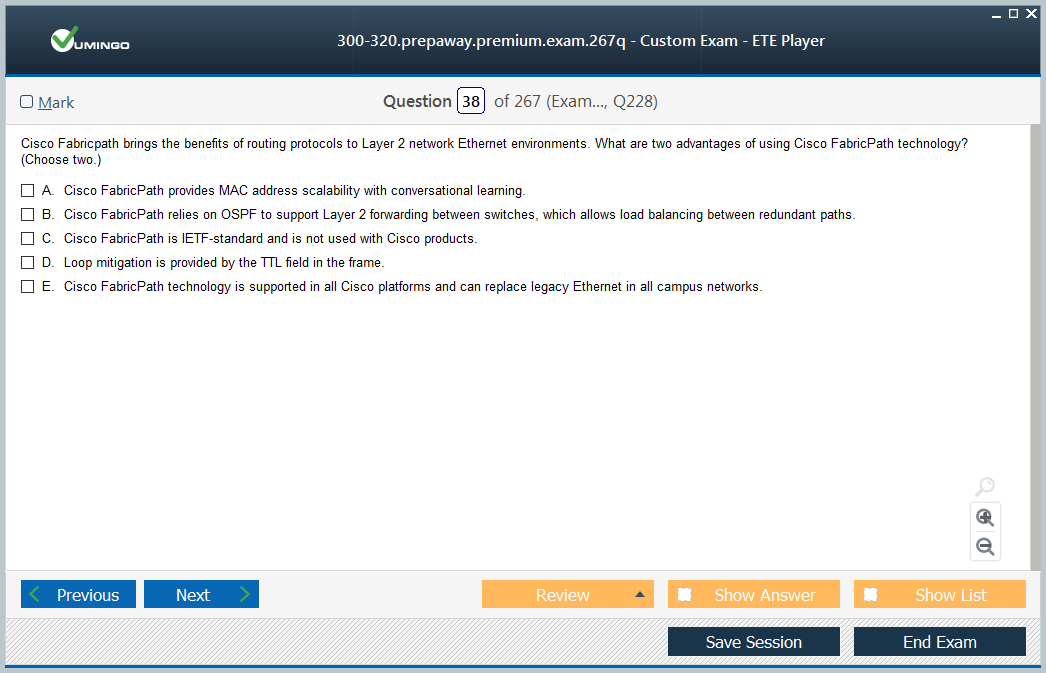 VUMINGO
300-320.prepaway.premium.exam.267q - Custom Exam - ETE Player
Mark
Question 38 of 267 (Exam..., Q228)
Cisco Fabricpath brings the benefits of routing protocols to Layer 2 network Ethernet environments. What are two advantages of using Cisco FabricPath technology?
(Choose two.)
A. Cisco FabricPath provides MAC address scalability with conversational learning.
B. Cisco FabricPath relies on OSPF to support Layer 2 forwarding between switches, which allows load balancing between redundant paths.
C. Cisco FabricPath is IETF-standard and is not used with Cisco products.
D. Loop mitigation is provided by the TTL field in the frame.
E. Cisco FabricPath technology is supported in all Cisco platforms and can replace legacy Ethernet in all campus networks.
Previous Next Review Show Answer Show List
Save Session End Exam